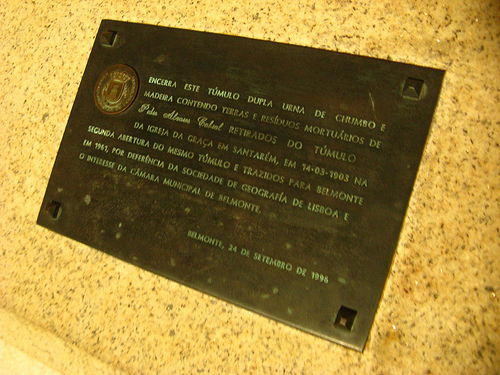 ENCERRA ESTE TÚMULO DUPLA URNA DE CHUMBO E
MADEIRA CONTENDO TERRAS E RESÍDUOS MORTUÁRIOS DE
Pedro Álvares Cabral RETIRADOS DO TÚMULO
DA IGREJA DA GRAÇA EM SANTARÉM, EM 14-03-1903 NA
SEGUNDA ABERTURA DO MESMO TÚMULO E TRAZIDOS PARA BELMONTE
EM 1961, POR DEFERÊNCIA DA SOCIEDADE DE GEOGRAFIA DE LISBOA E
O INTERESSE DA CÂMARA MUNICIPAL DE BELMONTE.
BELMONTE, 24 DE SETEMBRO DE 1996